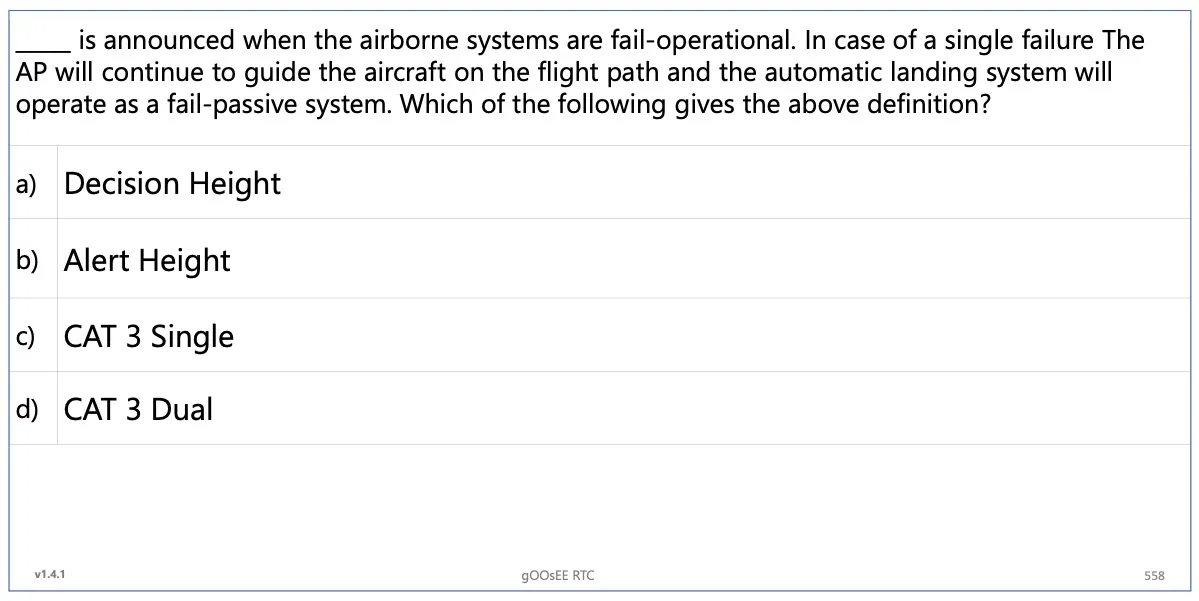 _____ is announced when the airborne systems are fail-operational. In case of a single failure The
AP will continue to guide the aircraft on the flight path and the automatic landing system will
operate as a fail-passive system. Which of the following gives the above definition?
a) Decision Height
b) Alert Height
c) CAT 3 Single
d) CAT 3 Dual
v1.4.1 gOOsEE RTC 558